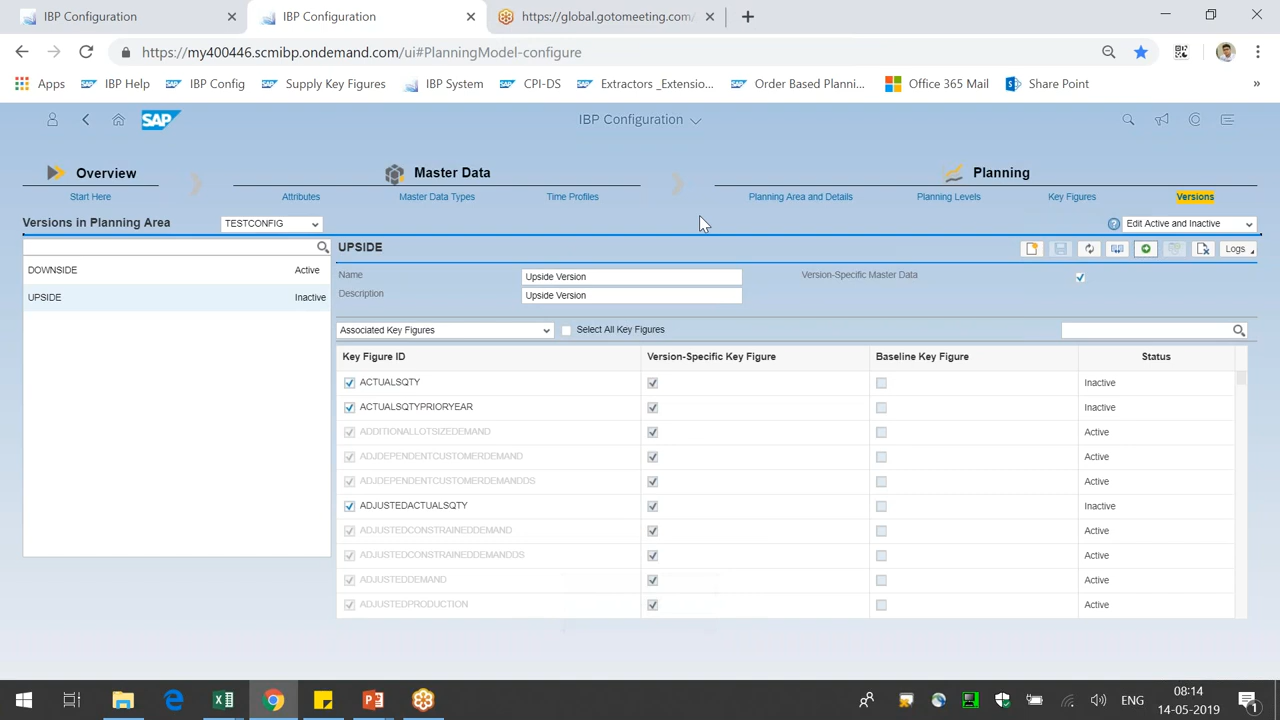 IBP Configuration
IBP Configuration
https://global.gotomeeting.com/
https://my400446.scmibp.ondemand.com/ui#PlanningModel-configure
Apps IBP Help IBP Config Supply Key Figures IBP System CPI-DS Extractors _Extensio... Order Based Planni... Office 365 Mail Share Point »
SAP IBP Configuration
Overview Master Data Planning
Start Here Attributes Master Data Types Time Profiles Planning Area and Details Planning Levels Key Figures Versions
Versions in Planning Area TESTCONFIG Edit Active and Inactive
UPSIDE Logs
DOWNSIDE Active
UPSIDE Inactive
Name Upside Version Version-Specific Master Data
Description Upside Version
Associated Key Figures Select All Key Figures
Key Figure ID Version-Specific Key Figure Baseline Key Figure Status
ACTUALSQTY Inactive
ACTUALSQTYPRIORYEAR Inactive
ADDITIONALLOTSIZEDEMAND Active
ADJDEPENDENTCUSTOMERDEMAND Active
ADJDEPENDENTCUSTOMERDEMANDDS Active
ADJUSTEDACTUALSQTY Inactive
ADJUSTEDCONSTRAINEDDEMAND Active
ADJUSTEDCONSTRAINEDDEMANDDS Active
ADJUSTEDDEMAND Active
ADJUSTEDPRODUCTION Active
ENG 08:14
14-05-2019
1